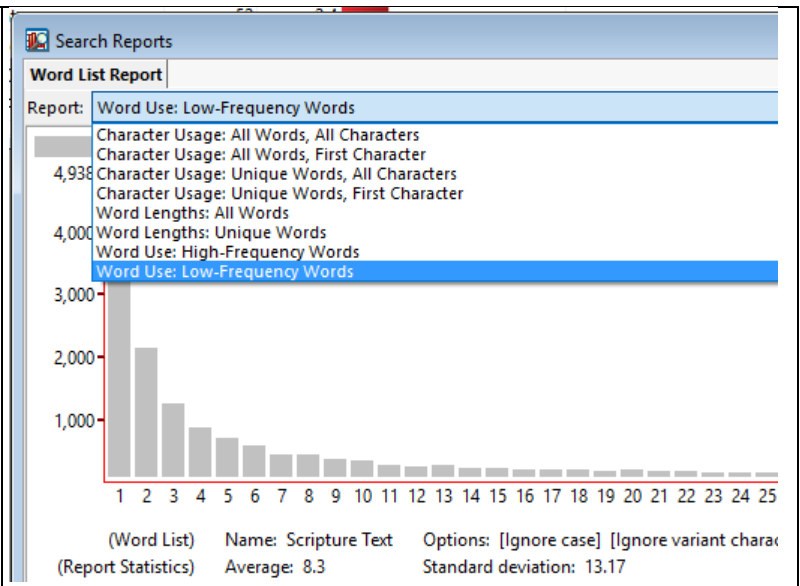 Search Reports
Word List Report
Report: Word Use: Low-Frequency Words
Character Usage: All Words, All Characters
Character Usage: All Words, First Character
4,938 Character Usage: Unique Words, All Characters
Character Usage: Unique Words, First Character
Word Lengths: All Words
4,000 Word Lengths: Unique Words
Word Use: High-Frequency Words
Word Use: Low-Frequency Words
3,000
2,000
1,000
1 2 3 4 5 6 7 8 9 10 11 12 13 14 15 16 17 18 19 20 21 22 23 24 25
(Word List) Name: Scripture Text Options: [Ignore case] [Ignore variant charac
(Report Statistics) Average: 8.3 Standard deviation: 13.17